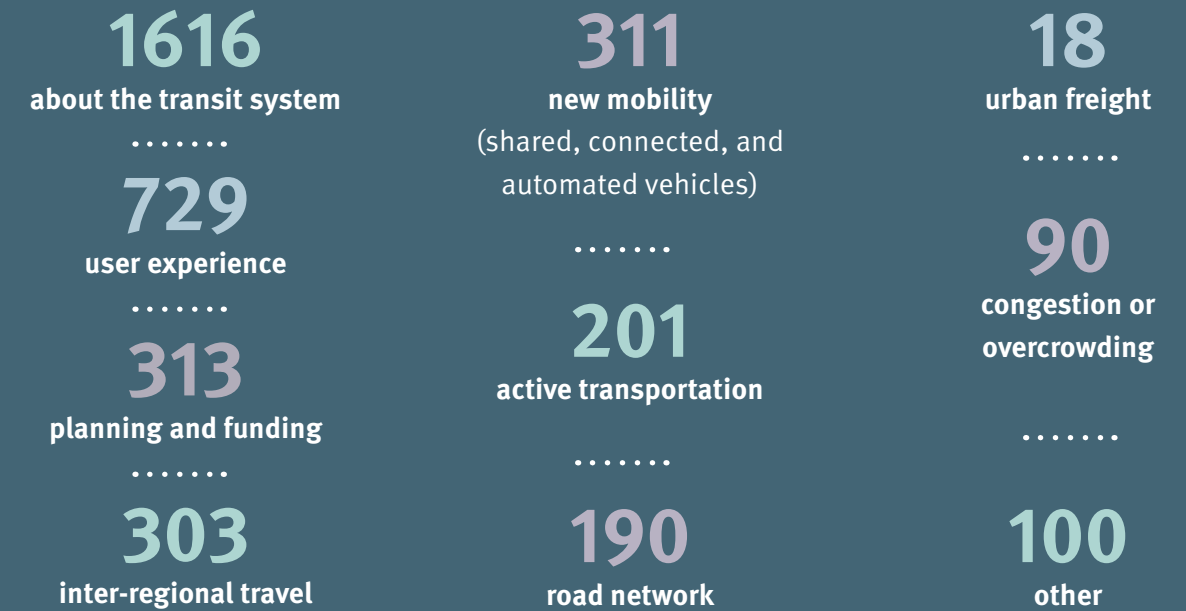 1616
about the transit system
.......
729
user experience
.......
313
planning and funding
.......
303
inter-regional travel
311
new mobility
(shared, connected, and
automated vehicles)
.......
201
active transportation
.......
190
road network
18
urban freight
.......
90
congestion or
overcrowding
.......
100
other